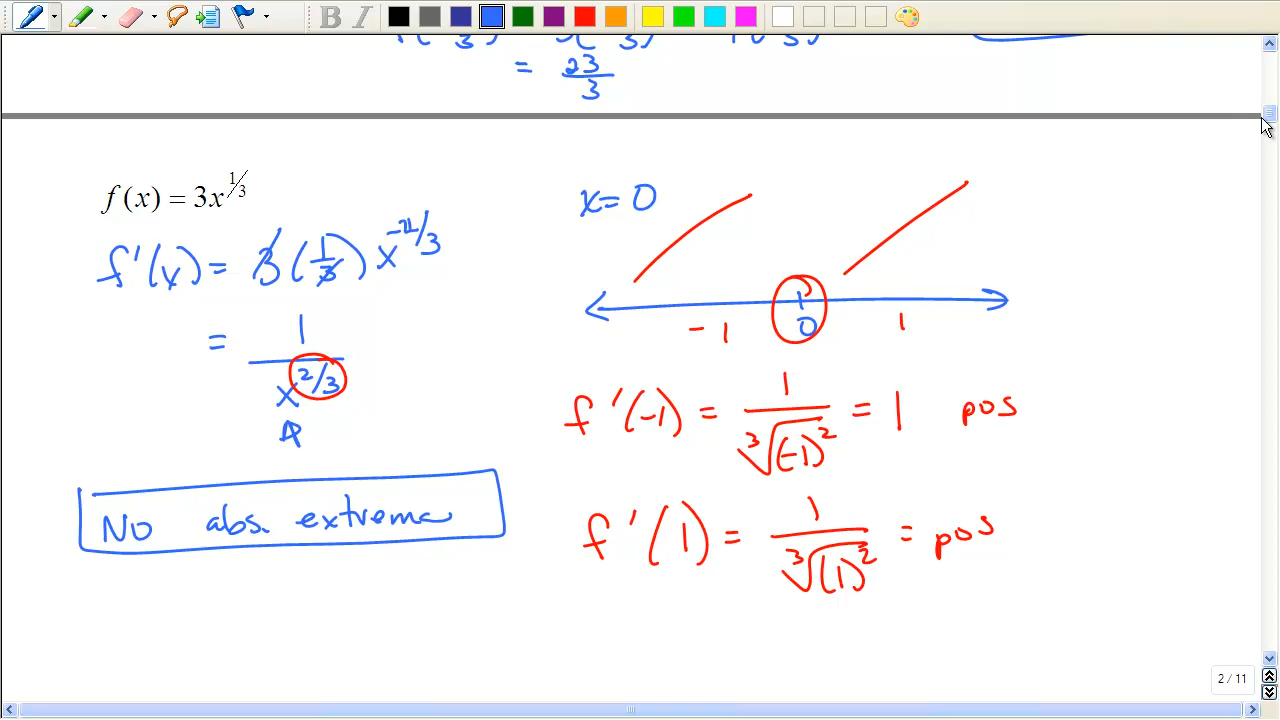 = 23/3
f(x) = 3x^{1/3}
f'(x) = 3(1/3)x^{-2/3}
= 1/x^{2/3}
No abs. extrema
x = 0
-1 0 1
f'(-1) = 1/∛(-1)² = 1 pos
f'(1) = 1/∛(1)² = pos
B I
2 / 11